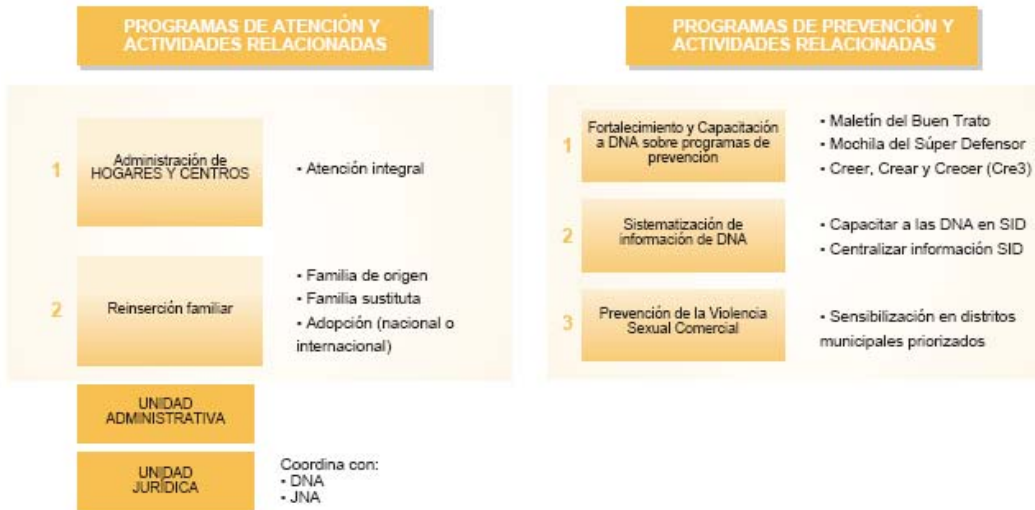 PROGRAMAS DE ATENCIÓN Y
ACTIVIDADES RELACIONADAS
1
Administración de
HOGARES Y CENTROS
• Atención integral
2
Reinserción familiar
• Familia de origen
• Familia sustituta
• Adopción (nacional o
internacional)
UNIDAD
ADMINISTRATIVA
UNIDAD
JURÍDICA
Coordina con:
• DNA
• JNA
PROGRAMAS DE PREVENCIÓN Y
ACTIVIDADES RELACIONADAS
1
Fortalecimiento y Capacitación
a DNA sobre programas de
prevención
• Maletín del Buen Trato
• Mochila del Súper Defensor
• Creer, Crear y Crecer (Cre3)
2
Sistematización de
información de DNA
• Capacitar a las DNA en SID
• Centralizar información SID
3
Prevención de la Violencia
Sexual Comercial
• Sensibilización en distritos
municipales priorizados